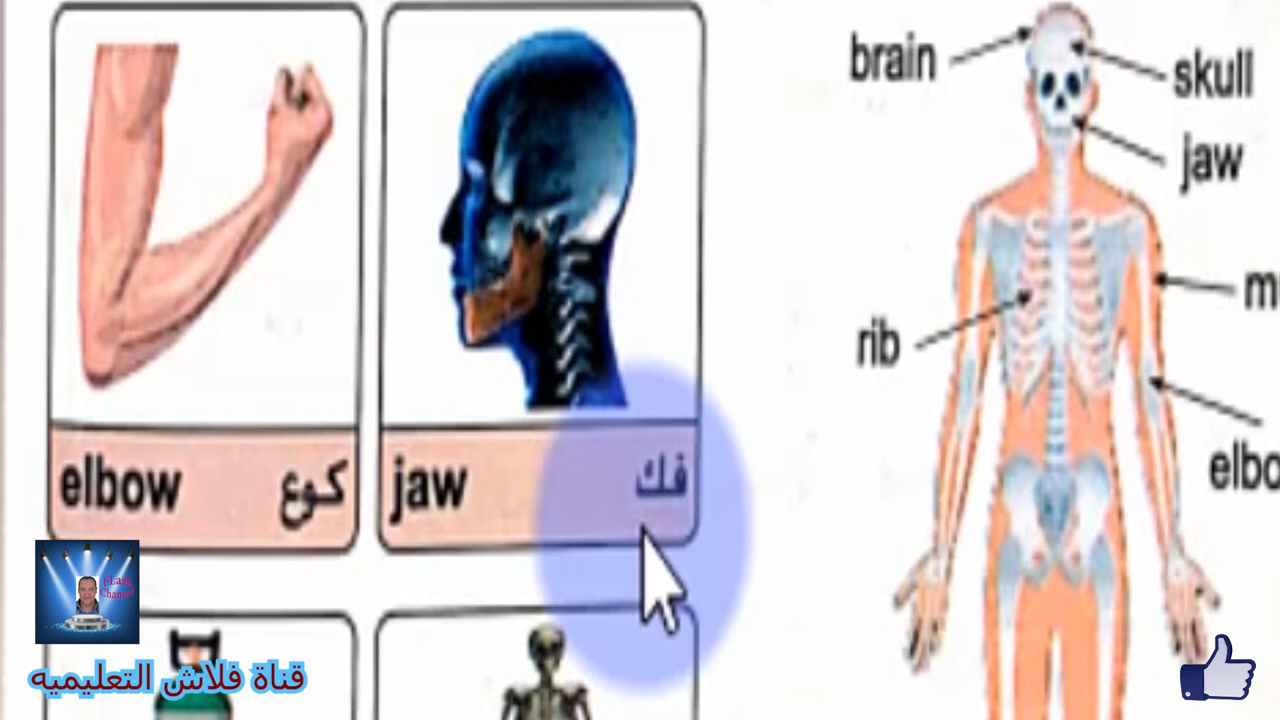 elbow كوع
jaw فك
brain
skull
jaw
rib
قناة فلاش التعليميه